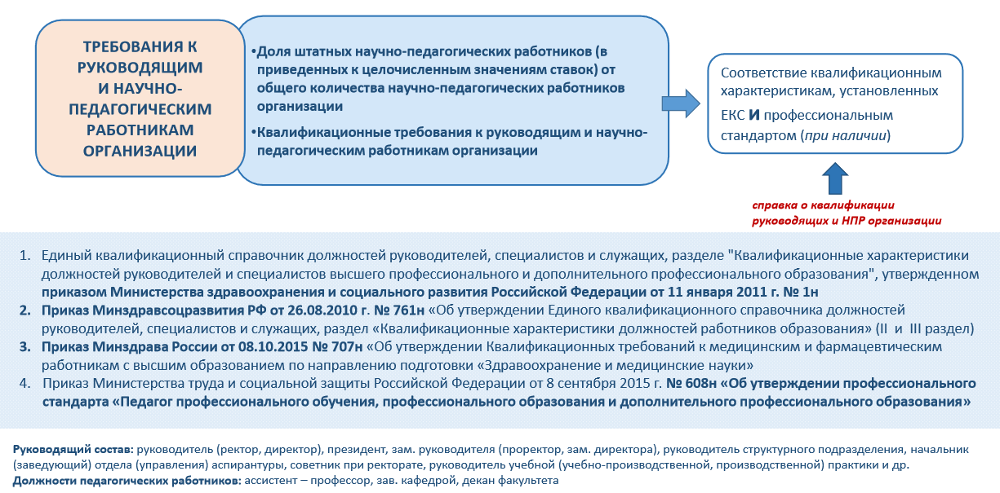 ТРЕБОВАНИЯ К
РУКОВОДЯЩИМ
И НАУЧНО-
ПЕДАГОГИЧЕСКИМ
РАБОТНИКАМ
ОРГАНИЗАЦИИ
•Доля штатных научно-педагогических работников (в
приведенных к целочисленным значениям ставок) от
общего количества научно-педагогических работников
организации
•Квалификационные требования к руководящим и научно-
педагогическим работникам организации
Соответствие квалификационным
характеристикам, установленных
ЕКС И профессиональным
стандартом (при наличии)
справка о квалификации
руководящих и НПР организации
1. Единый квалификационный справочник должностей руководителей, специалистов и служащих, разделе "Квалификационные характеристики
должностей руководителей и специалистов высшего профессионального и дополнительного профессионального образования", утвержденном
приказом Министерства здравоохранения и социального развития Российской Федерации от 11 января 2011 г. № 1н
2. Приказ Минздравсоцразвития РФ от 26.08.2010 г. № 761н «Об утверждении Единого квалификационного справочника должностей
руководителей, специалистов и служащих, раздел «Квалификационные характеристики должностей работников образования» (II и III раздел)
3. Приказ Минздрава России от 08.10.2015 № 707н «Об утверждении Квалификационных требований к медицинским и фармацевтическим
работникам с высшим образованием по направлению подготовки «Здравоохранение и медицинские науки»
4. Приказ Министерства труда и социальной защиты Российской Федерации от 8 сентября 2015 г. № 608н «Об утверждении профессионального
стандарта «Педагог профессионального обучения, профессионального образования и дополнительного профессионального образования»
Руководящий состав: руководитель (ректор, директор), президент, зам. руководителя (проректор, зам. директора), руководитель структурного подразделения, начальник
(заведующий) отдела (управления) аспирантуры, советник при ректорате, руководитель учебной (учебно-производственной, производственной) практики и др.
Должности педагогических работников: ассистент – профессор, зав. кафедрой, декан факультета